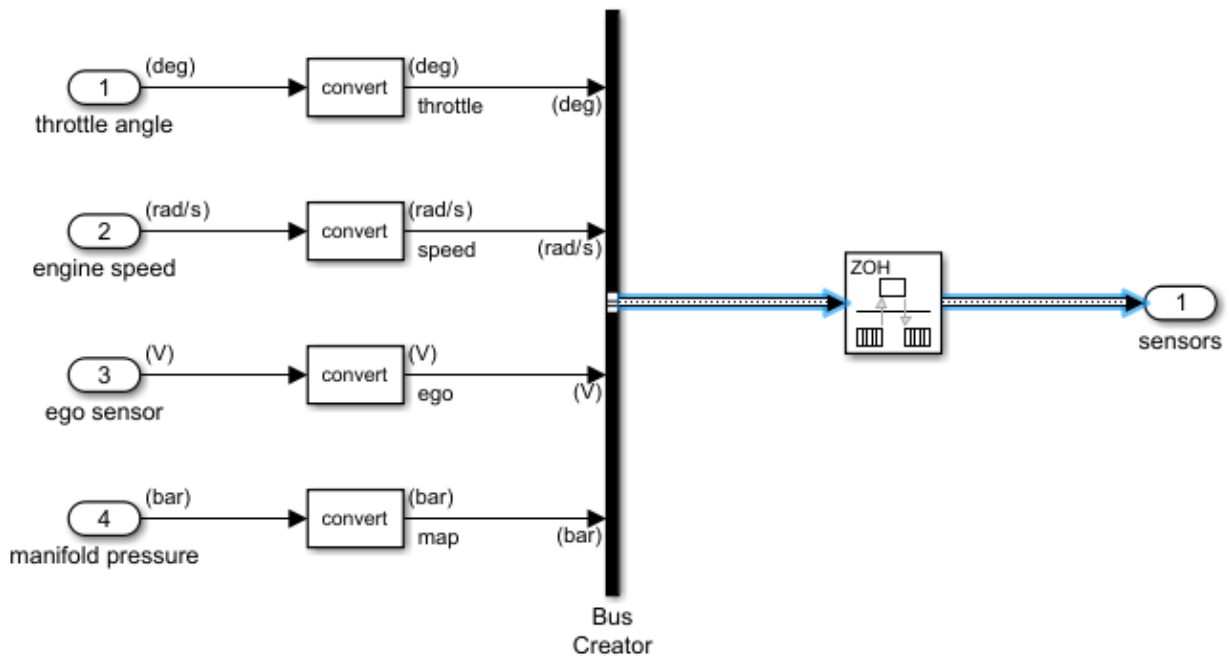 1
(deg)
convert
(deg)
throttle
(deg)
throttle angle
2
(rad/s)
convert
(rad/s)
speed
(rad/s)
engine speed
3
(V)
convert
(V)
ego
(V)
ego sensor
4
(bar)
convert
(bar)
map
(bar)
manifold pressure
Bus
Creator
ZOH
1
sensors